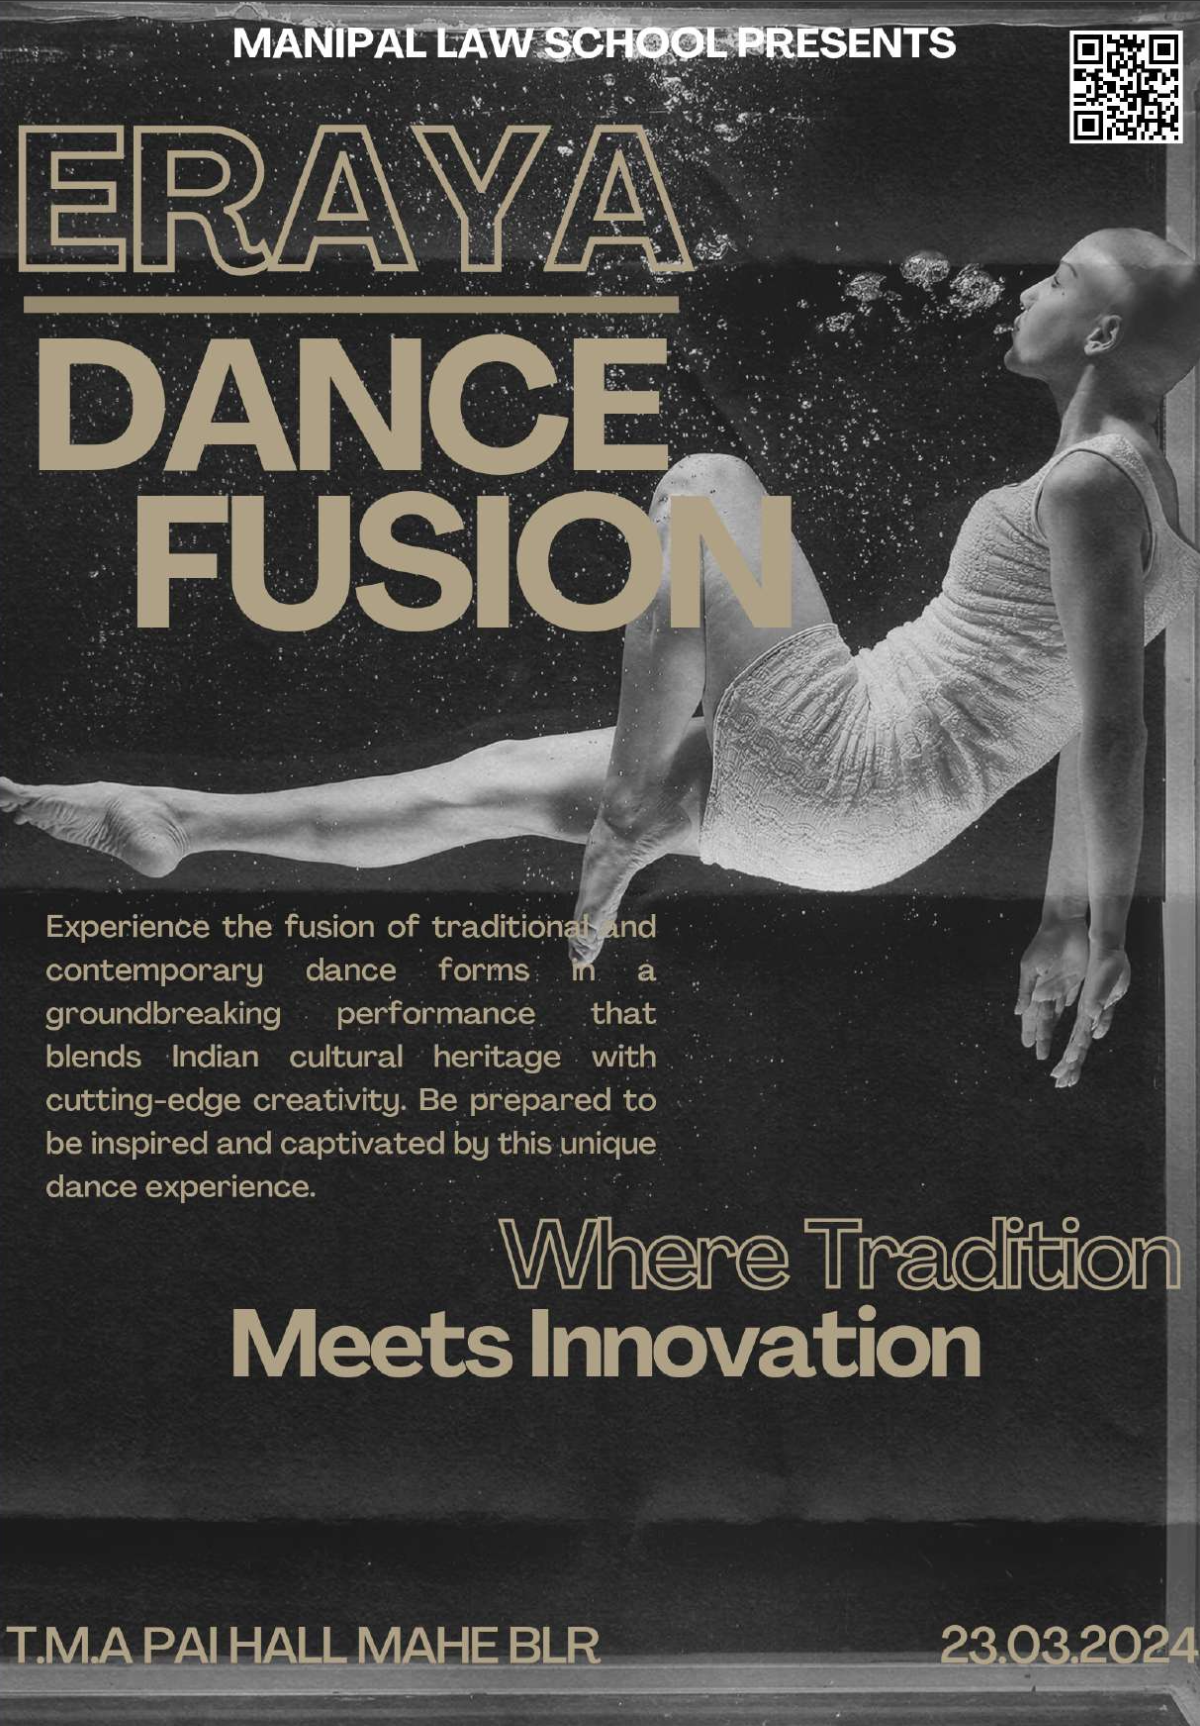 MANIPAL LAW SCHOOL PRESENTS
ERAYA
DANCE
FUSION
Experience the fusion of traditional and
contemporary dance forms in a
groundbreaking performance that
blends Indian cultural heritage with
cutting-edge creativity. Be prepared to
be inspired and captivated by this unique
dance experience.
Where Tradition
Meets Innovation
T.M.A PAI HALL MAHE BLR
23.03.2024